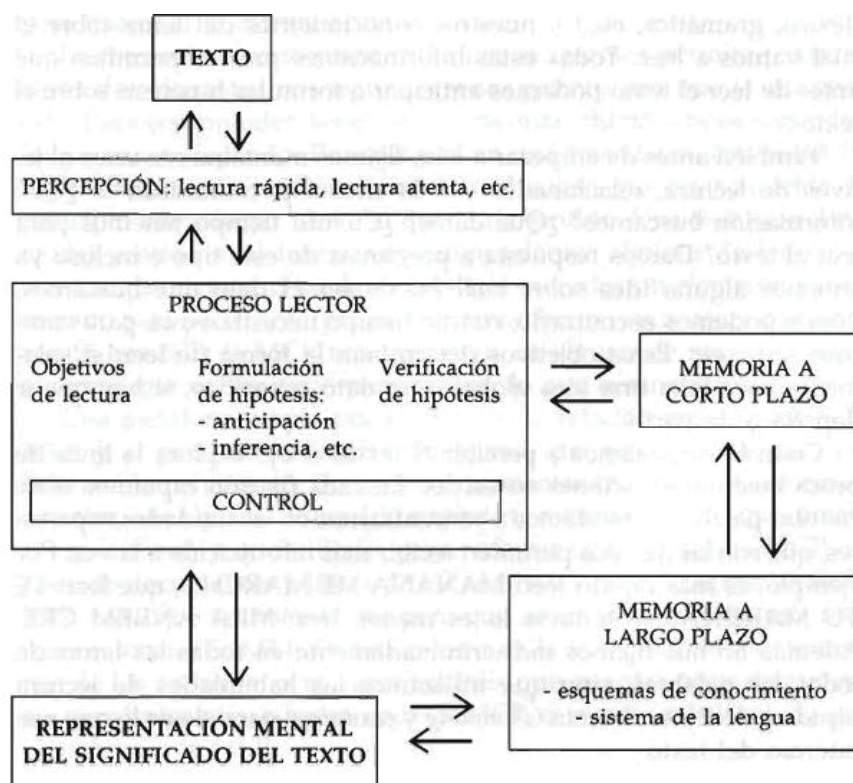 TEXTO
PERCEPCIÓN: lectura rápida, lectura atenta, etc.
PROCESO LECTOR
Objetivos
de lectura
Formulación
de hipótesis:
- anticipación
- inferencia, etc.
Verificación
de hipótesis
CONTROL
MEMORIA A
CORTO PLAZO
MEMORIA A
LARGO PLAZO
- esquemas de conocimiento
- sistema de la lengua
REPRESENTACIÓN MENTAL
DEL SIGNIFICADO DEL TEXTO